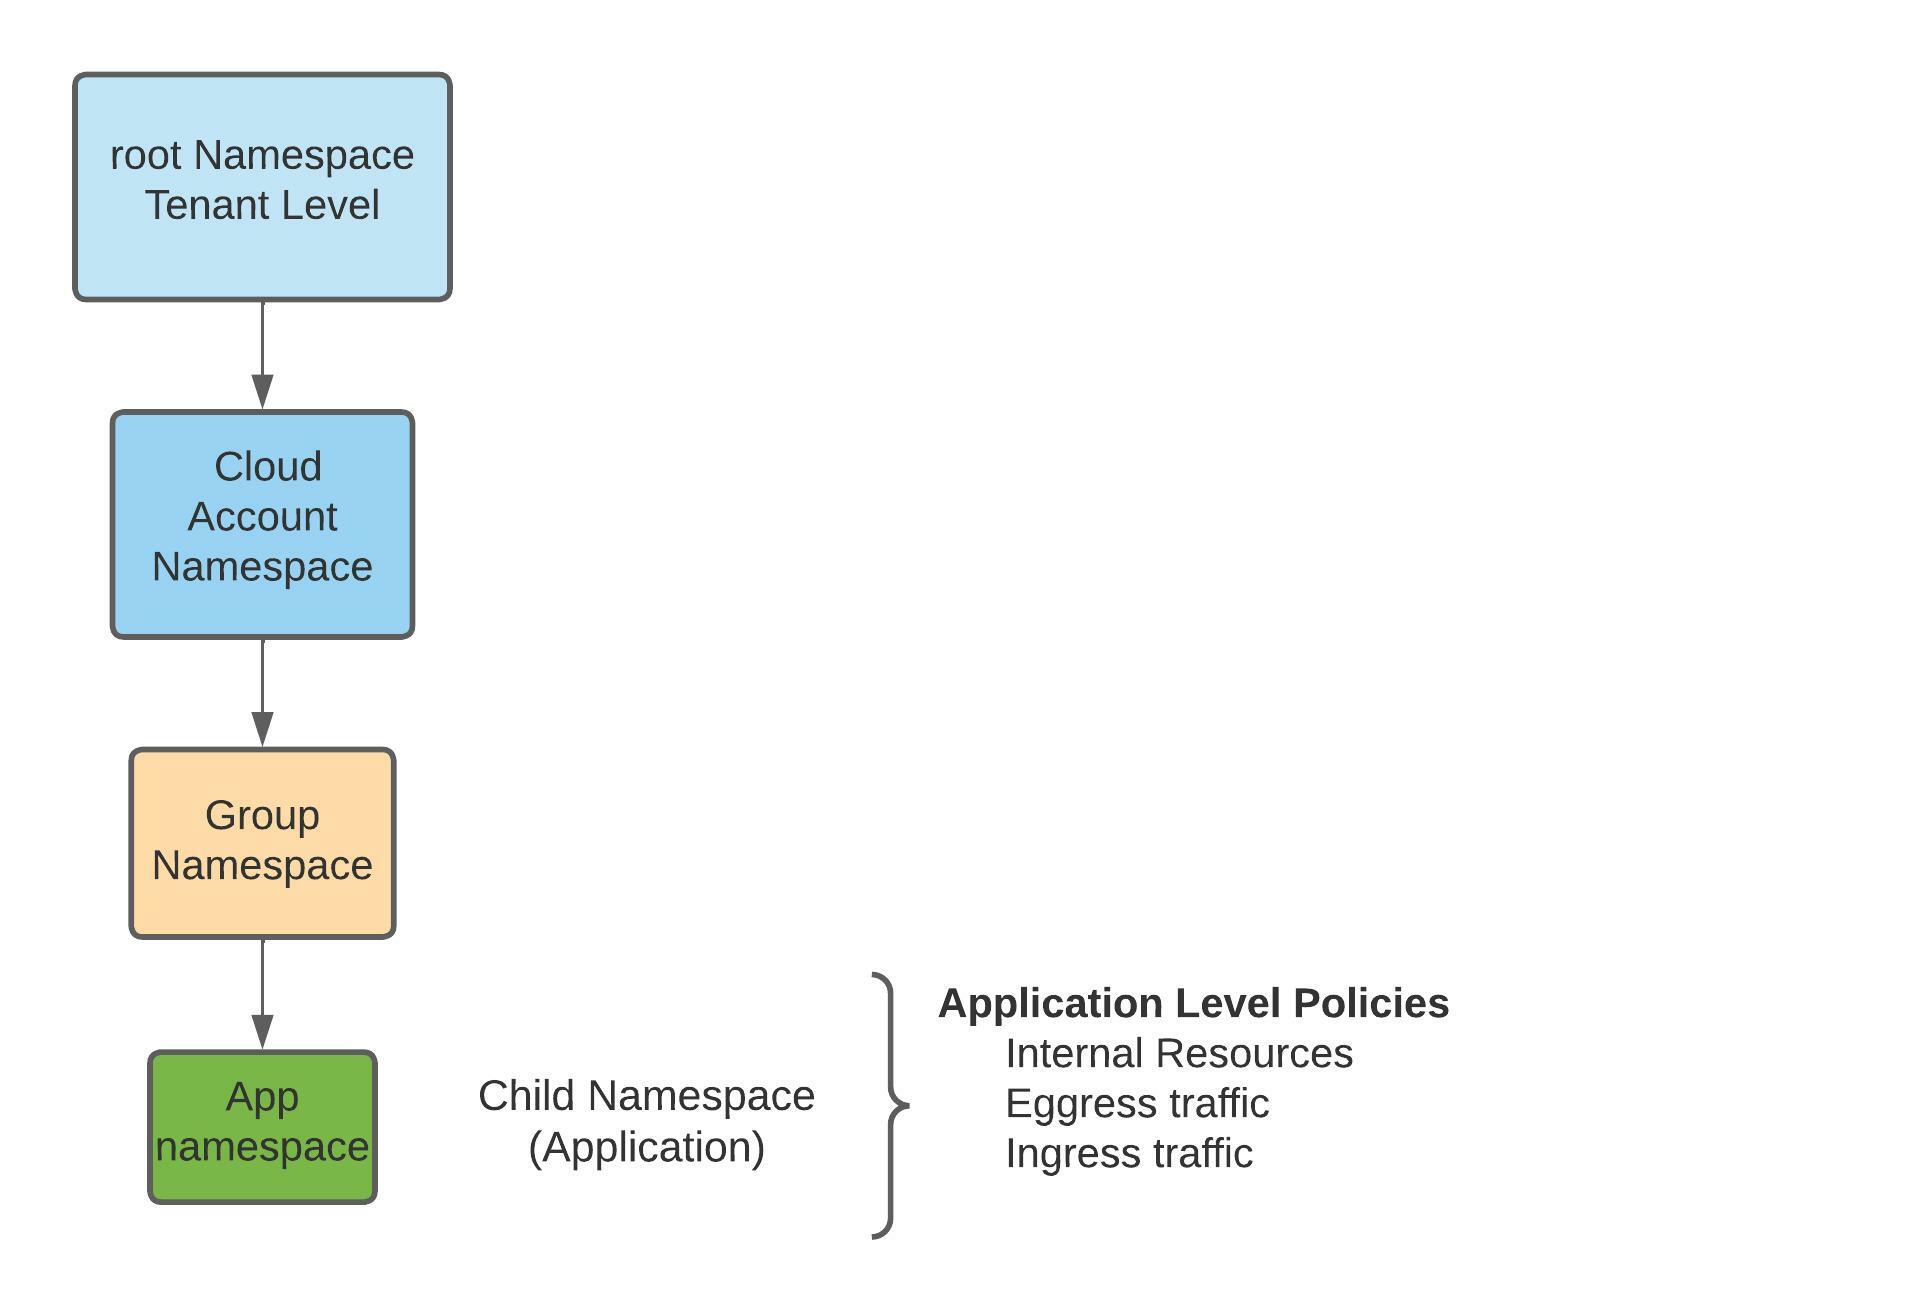 root Namespace
Tenant Level
Cloud
Account
Namespace
Group
Namespace
App
namespace
Child Namespace
(Application)
Application Level Policies
Internal Resources
Eggress traffic
Ingress traffic